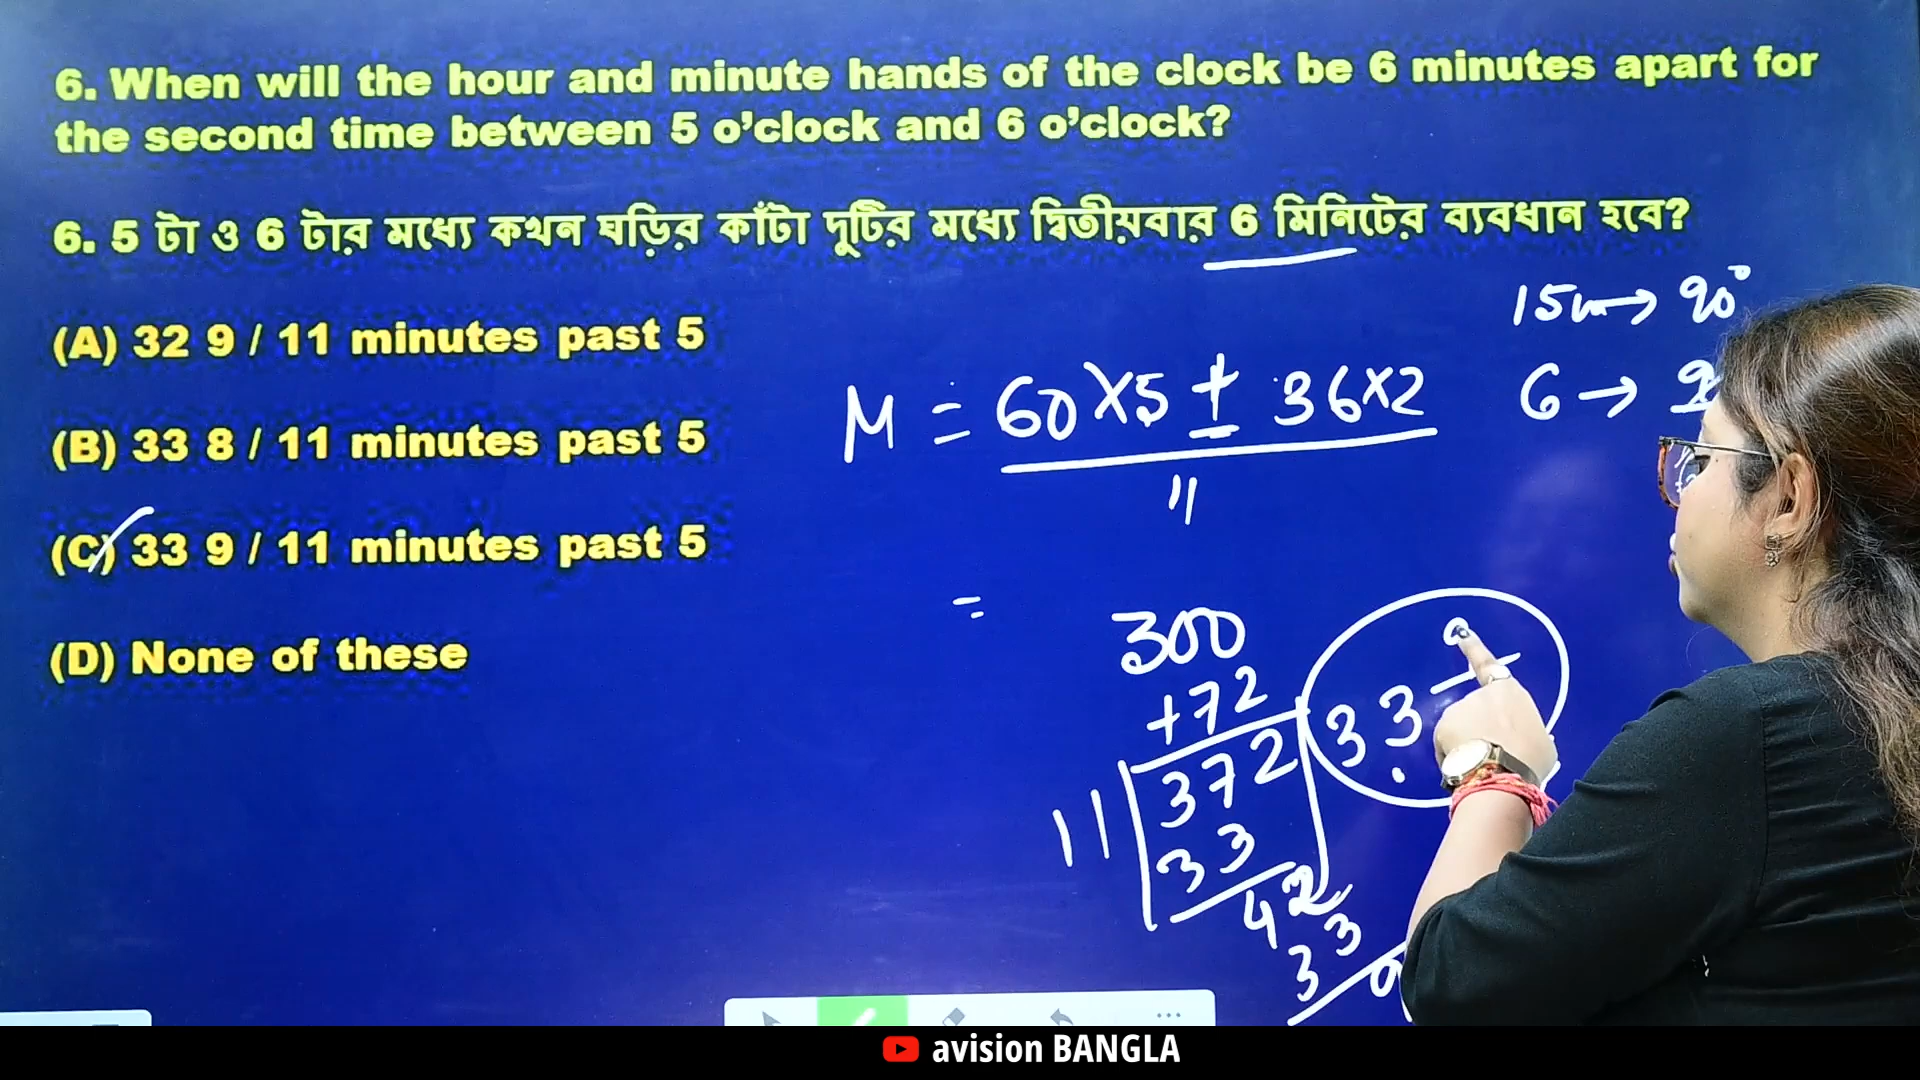 6. When will the hour and minute hands of the clock be 6 minutes apart for
the second time between 5 o'clock and 6 o'clock?
6. 5 টা ও 6 টার মধ্যে কখন ঘড়ির কাঁটা দুটির মধ্যে দ্বিতীয়বার 6 মিনিটের ব্যবধান হবে?
(A) 32 9 / 11 minutes past 5
(B) 33 8 / 11 minutes past 5
(C) 33 9 / 11 minutes past 5
(D) None of these
15m → 90°
6 →
M = 60×5 ± 36×2
11
=
300
+72
11 372 33 9
33
42
33
9
avision BANGLA